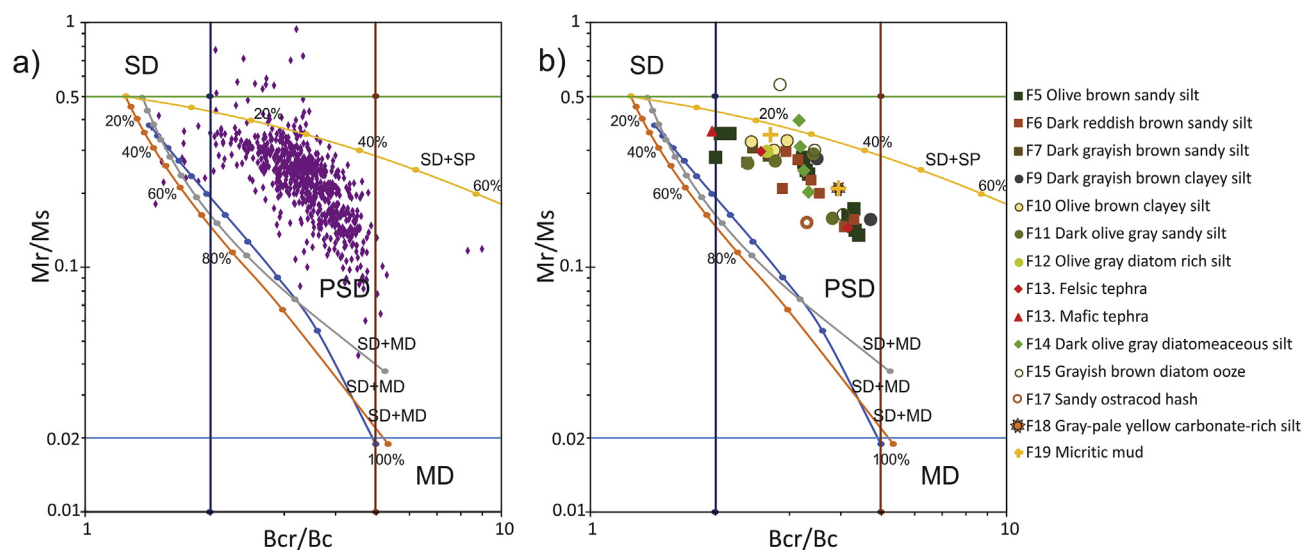 a)
Mr/Ms
1
0.5
0.1
0.02
0.01
SD
20%
40%
60%
80%
20%
40%
SD+SP
60%
PSD
SD+MD
SD+MD
SD+MD
100%
MD
1
10
Bcr/Bc
b)
Mr/Ms
1
0.5
0.1
0.02
0.01
SD
20%
40%
60%
80%
20%
40%
SD+SP
60%
PSD
SD+MD
SD+MD
SD+MD
100%
MD
1
10
Bcr/Bc
F5 Olive brown sandy silt
F6 Dark reddish brown sandy silt
F7 Dark grayish brown sandy silt
F9 Dark grayish brown clayey silt
F10 Olive brown clayey silt
F11 Dark olive gray sandy silt
F12 Olive gray diatom rich silt
F13. Felsic tephra
F13. Mafic tephra
F14 Dark olive gray diatomeaceous silt
F15 Grayish brown diatom ooze
F17 Sandy ostracod hash
F18 Gray-pale yellow carbonate-rich silt
F19 Micritic mud